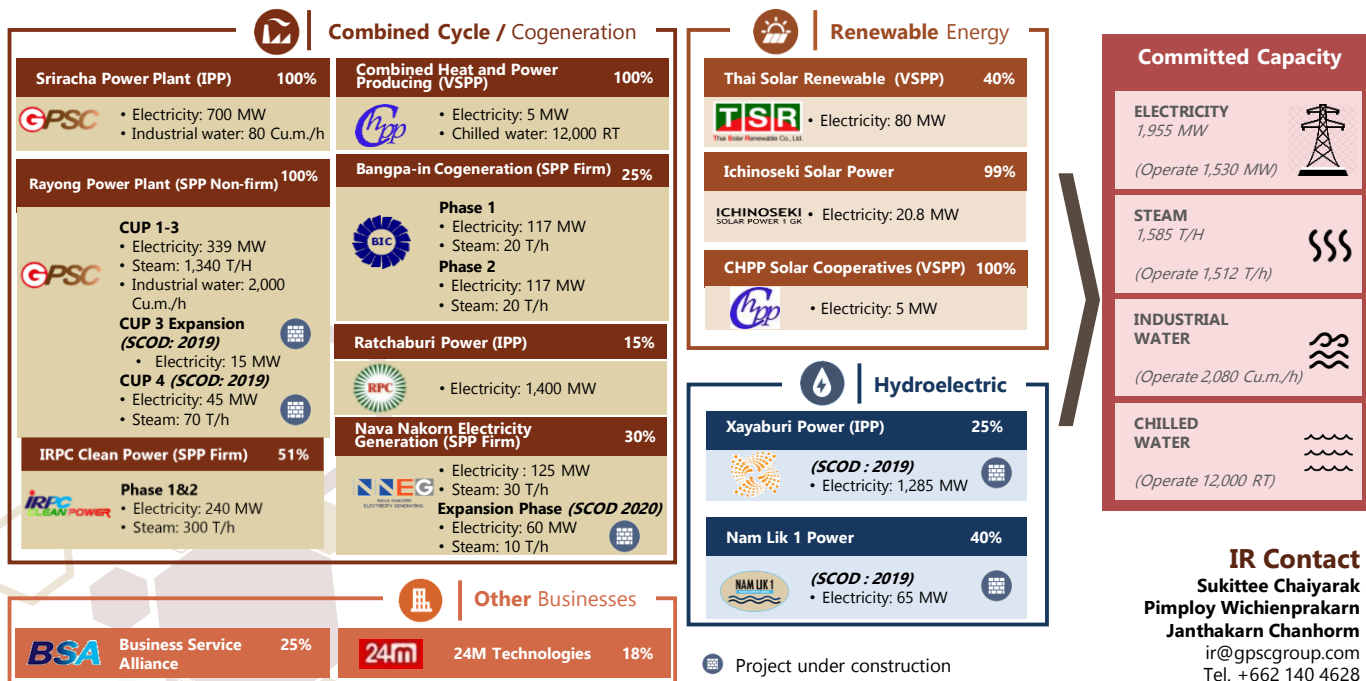 Combined Cycle / Cogeneration
Sriracha Power Plant (IPP) 100%
GPSC
• Electricity: 700 MW
• Industrial water: 80 Cu.m./h
Rayong Power Plant (SPP Non-firm) 100%
GPSC
CUP 1-3
• Electricity: 339 MW
• Steam: 1,340 T/H
• Industrial water: 2,000
Cu.m./h
CUP 3 Expansion
(SCOD: 2019)
• Electricity: 15 MW
CUP 4 (SCOD: 2019)
• Electricity: 45 MW
• Steam: 70 T/h
IRPC Clean Power (SPP Firm) 51%
IRPC
CLEAN POWER
Phase 1&2
• Electricity: 240 MW
• Steam: 300 T/h
Combined Heat and Power
Producing (VSPP) 100%
Chpp
• Electricity: 5 MW
• Chilled water: 12,000 RT
Bangpa-in Cogeneration (SPP Firm) 25%
BIC
Phase 1
• Electricity: 117 MW
• Steam: 20 T/h
Phase 2
• Electricity: 117 MW
• Steam: 20 T/h
Ratchaburi Power (IPP) 15%
RPC
• Electricity: 1,400 MW
Nava Nakorn Electricity
Generation (SPP Firm) 30%
NNEG
NAVA NAKORN
ELECTRICITY GENERATING
• Electricity : 125 MW
• Steam: 30 T/h
Expansion Phase (SCOD 2020)
• Electricity: 60 MW
• Steam: 10 T/h
Other Businesses
BSA
Business Service
Alliance
25%
24m
24M Technologies 18%
Renewable Energy
Thai Solar Renewable (VSPP) 40%
TSR
Thai Solar Renewable Co.,Ltd.
• Electricity: 80 MW
Ichinoseki Solar Power 99%
ICHINOSEKI
SOLAR POWER 1 GK
• Electricity: 20.8 MW
CHPP Solar Cooperatives (VSPP) 100%
Chpp
• Electricity: 5 MW
Hydroelectric
Xayaburi Power (IPP) 25%
(SCOD : 2019)
• Electricity: 1,285 MW
Nam Lik 1 Power 40%
NAM LIK 1
(SCOD : 2019)
• Electricity: 65 MW
Project under construction
Committed Capacity
ELECTRICITY
1,955 MW
(Operate 1,530 MW)
STEAM
1,585 T/H
(Operate 1,512 T/h)
INDUSTRIAL
WATER
(Operate 2,080 Cu.m./h)
CHILLED
WATER
(Operate 12,000 RT)
IR Contact
Sukittee Chaiyarak
Pimploy Wichienprakarn
Janthakarn Chanhorm
ir@gpscgroup.com
Tel. +662 140 4628